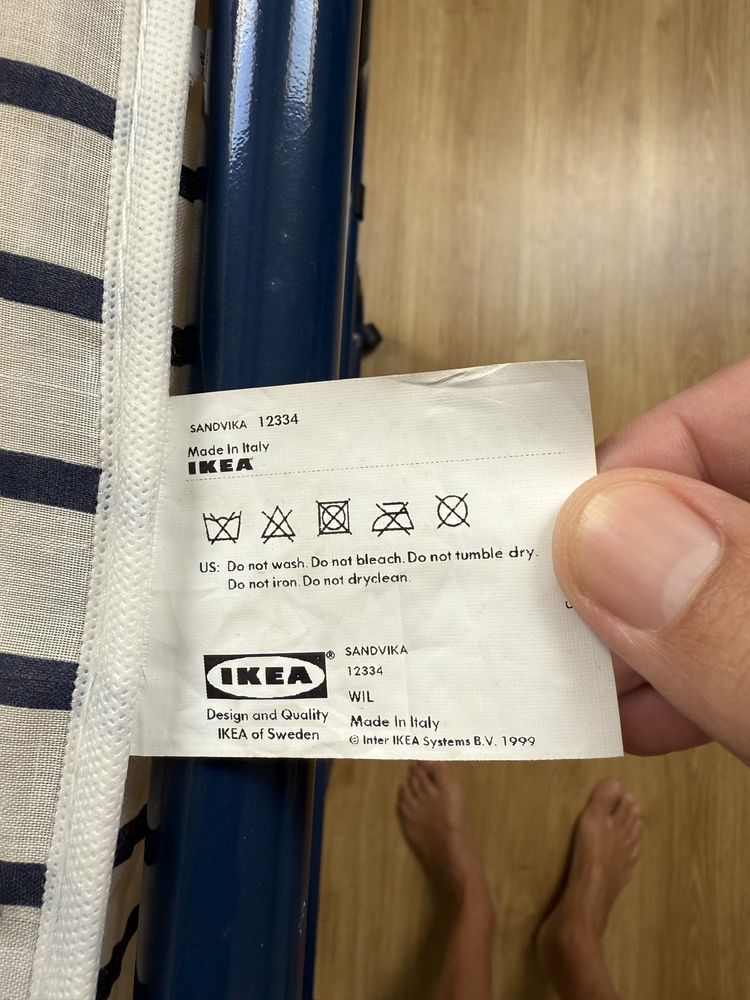 SANDVIKA 12334
Made In Italy
IKEA®
US: Do not wash. Do not bleach. Do not tumble dry.
Do not iron. Do not dryclean.
IKEA®
Design and Quality
IKEA of Sweden
SANDVIKA
12334
WIL
Made In Italy
© Inter IKEA Systems B.V. 1999